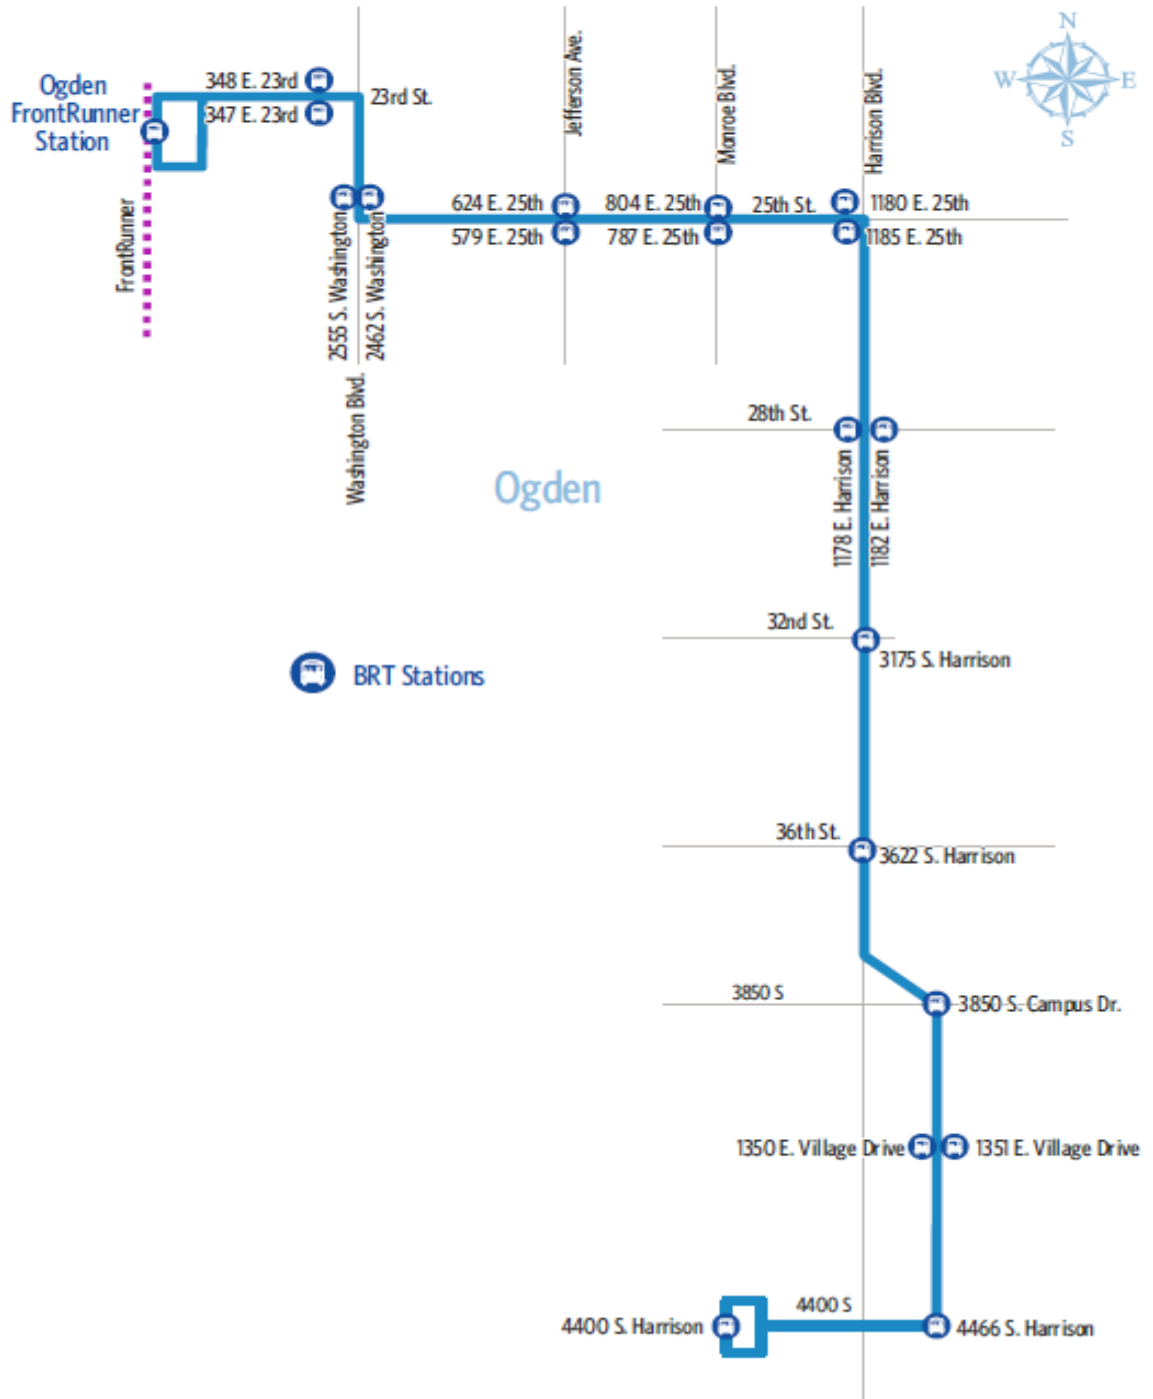 N
W
E
S
Ogden
FrontRunner
Station
348 E. 23rd
347 E. 23rd
23rd St.
Jefferson Ave.
Monroe Blvd.
Harrison Blvd.
FrontRunner
2555 S. Washington
2462 S. Washington
Washington Blvd.
624 E. 25th
579 E. 25th
804 E. 25th
787 E. 25th
25th St.
1180 E. 25th
1185 E. 25th
28th St.
1178 E. Harrison
1182 E. Harrison
Ogden
32nd St.
3175 S. Harrison
BRT Stations
36th St.
3622 S. Harrison
3850 S
3850 S. Campus Dr.
1350 E. Village Drive
1351 E. Village Drive
4400 S
4400 S. Harrison
4466 S. Harrison